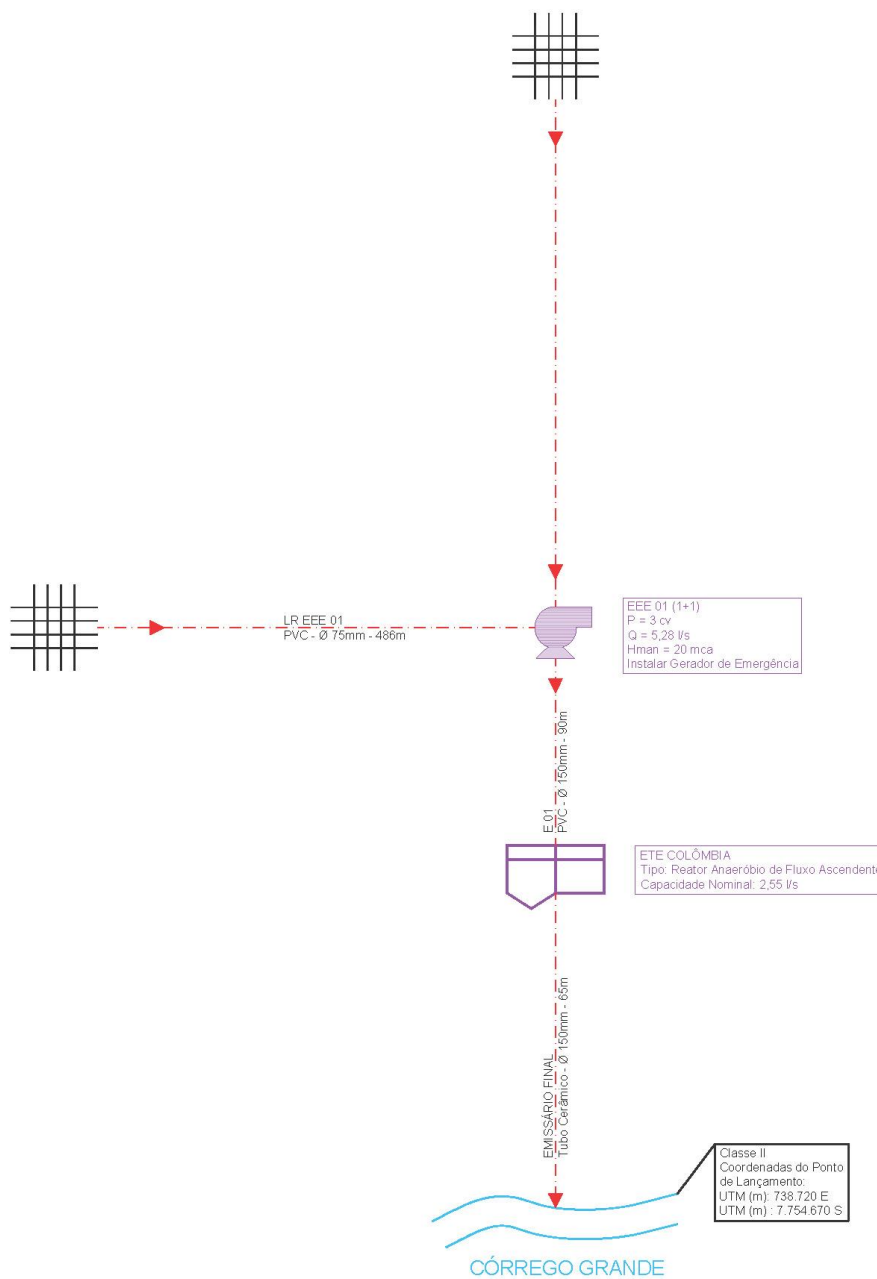 LR EEE 01
PVC - Ø 75mm - 486m
EEE 01 (1+1)
P = 3 cv
Q = 5,28 l/s
Hman = 20 mca
Instalar Gerador de Emergência
E 01
PVC - Ø 150mm - 90m
ETE COLÔMBIA
Tipo: Reator Anaeróbio de Fluxo Ascendente
Capacidade Nominal: 2,55 l/s
EMISSÁRIO FINAL
Tubo Cerâmico - Ø 150mm - 65m
Classe II
Coordenadas do Ponto
de Lançamento:
UTM (m): 738.720 E
UTM (m) : 7.754.670 S
CÓRREGO GRANDE